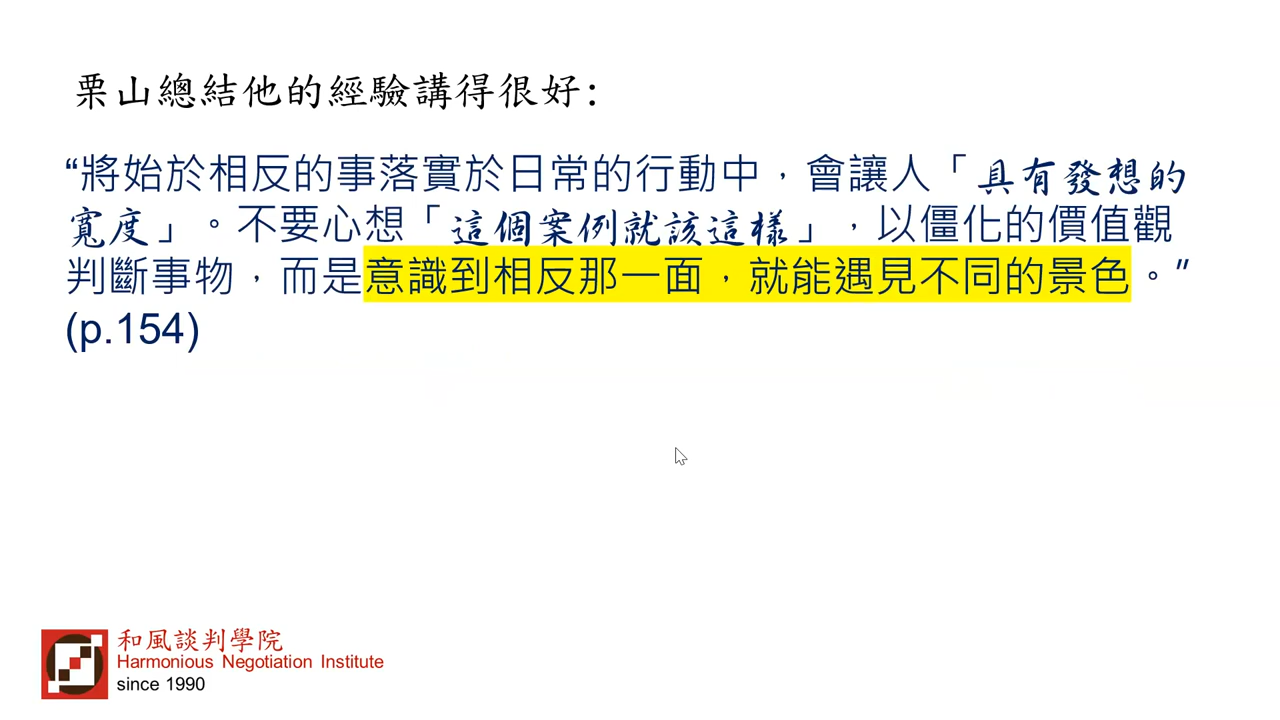 栗山總結他的經驗講得很好:
“將始於相反的事落實於日常的行動中，會讓人「具有發想的
寬度」。不要心想「這個案例就該這樣」，以僵化的價值觀
判斷事物，而是意識到相反那一面，就能遇見不同的景色。”
(p.154)
和風談判學院
Harmonious Negotiation Institute
since 1990